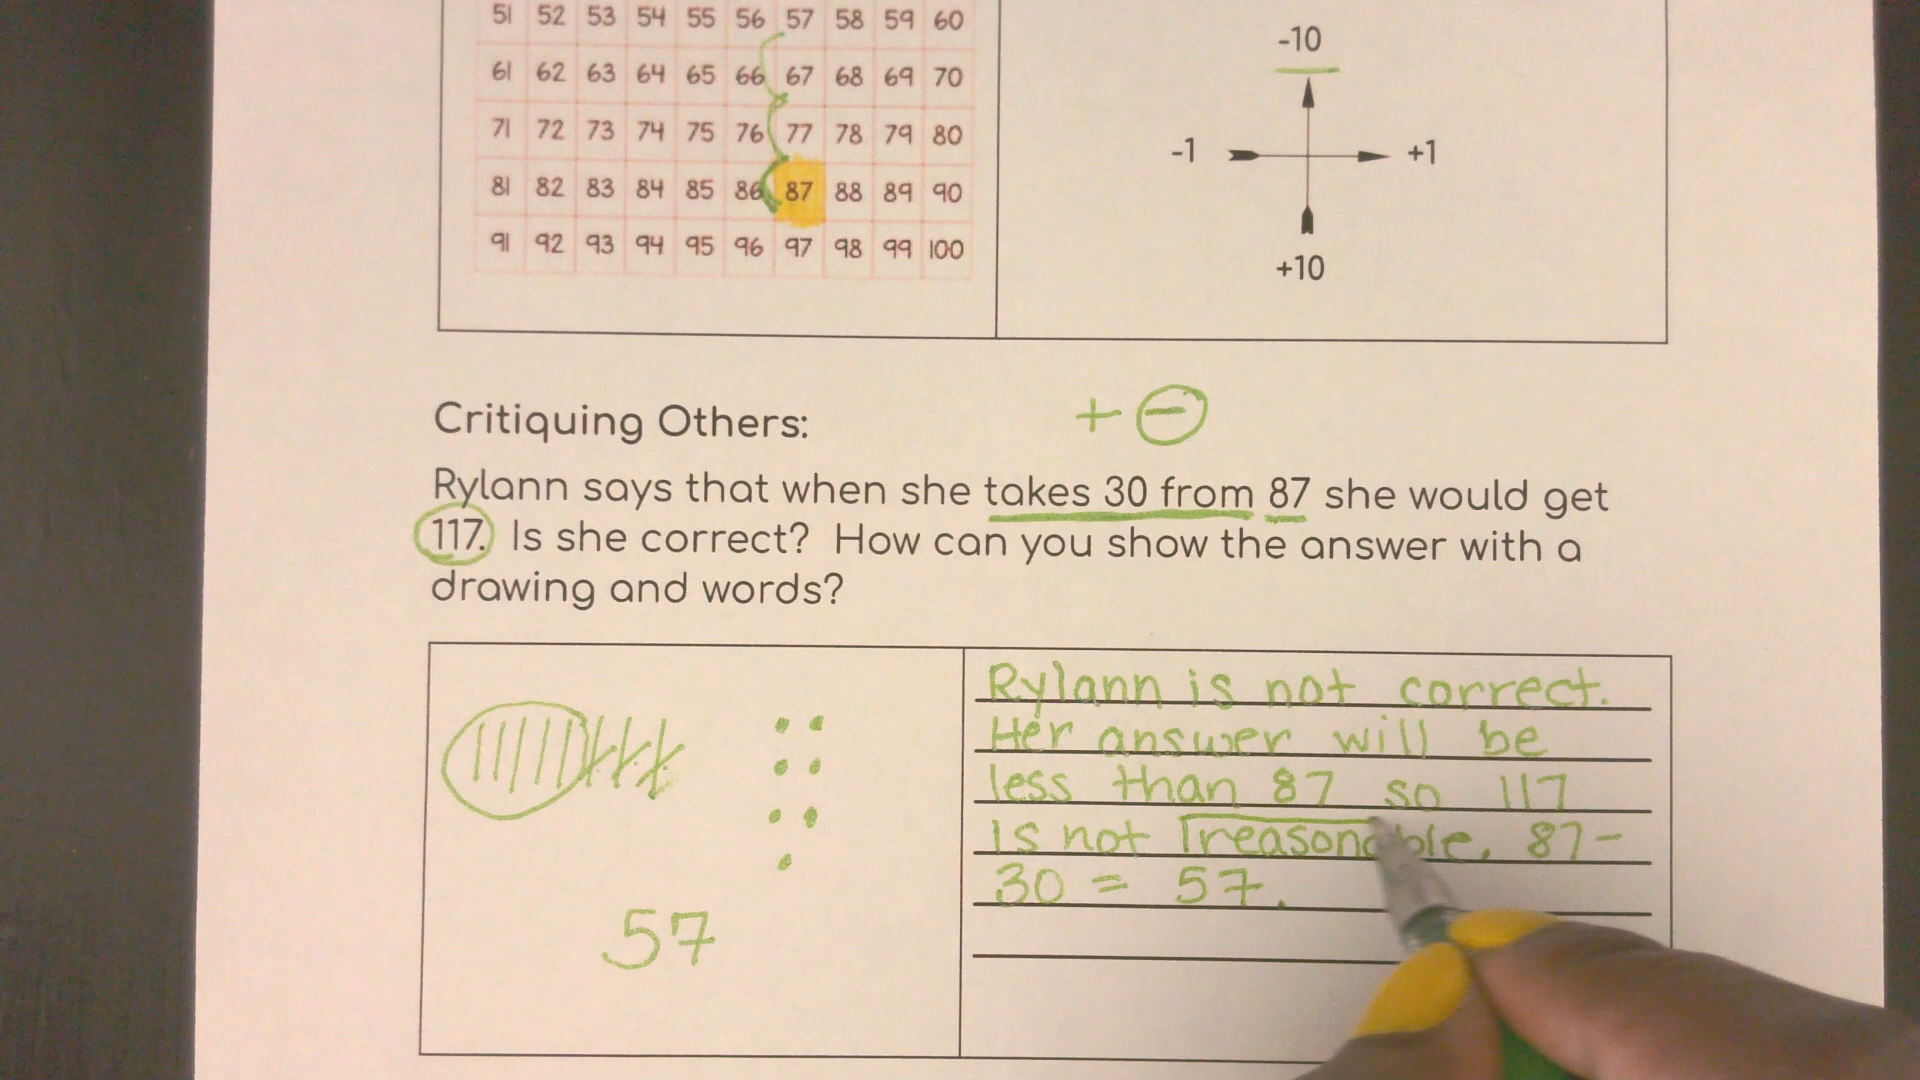 51 52 53 54 55 56 57 58 59 60
61 62 63 64 65 66 67 68 69 70
71 72 73 74 75 76 77 78 79 80
81 82 83 84 85 86 87 88 89 90
91 92 93 94 95 96 97 98 99 100
-10
-1 +1
+10
Critiquing Others:
+ -
Rylann says that when she takes 30 from 87 she would get
117. Is she correct? How can you show the answer with a
drawing and words?
57
Rylann is not correct.
Her answer will be
less than 87 so 117
is not reasonable. 87-
30 = 57.